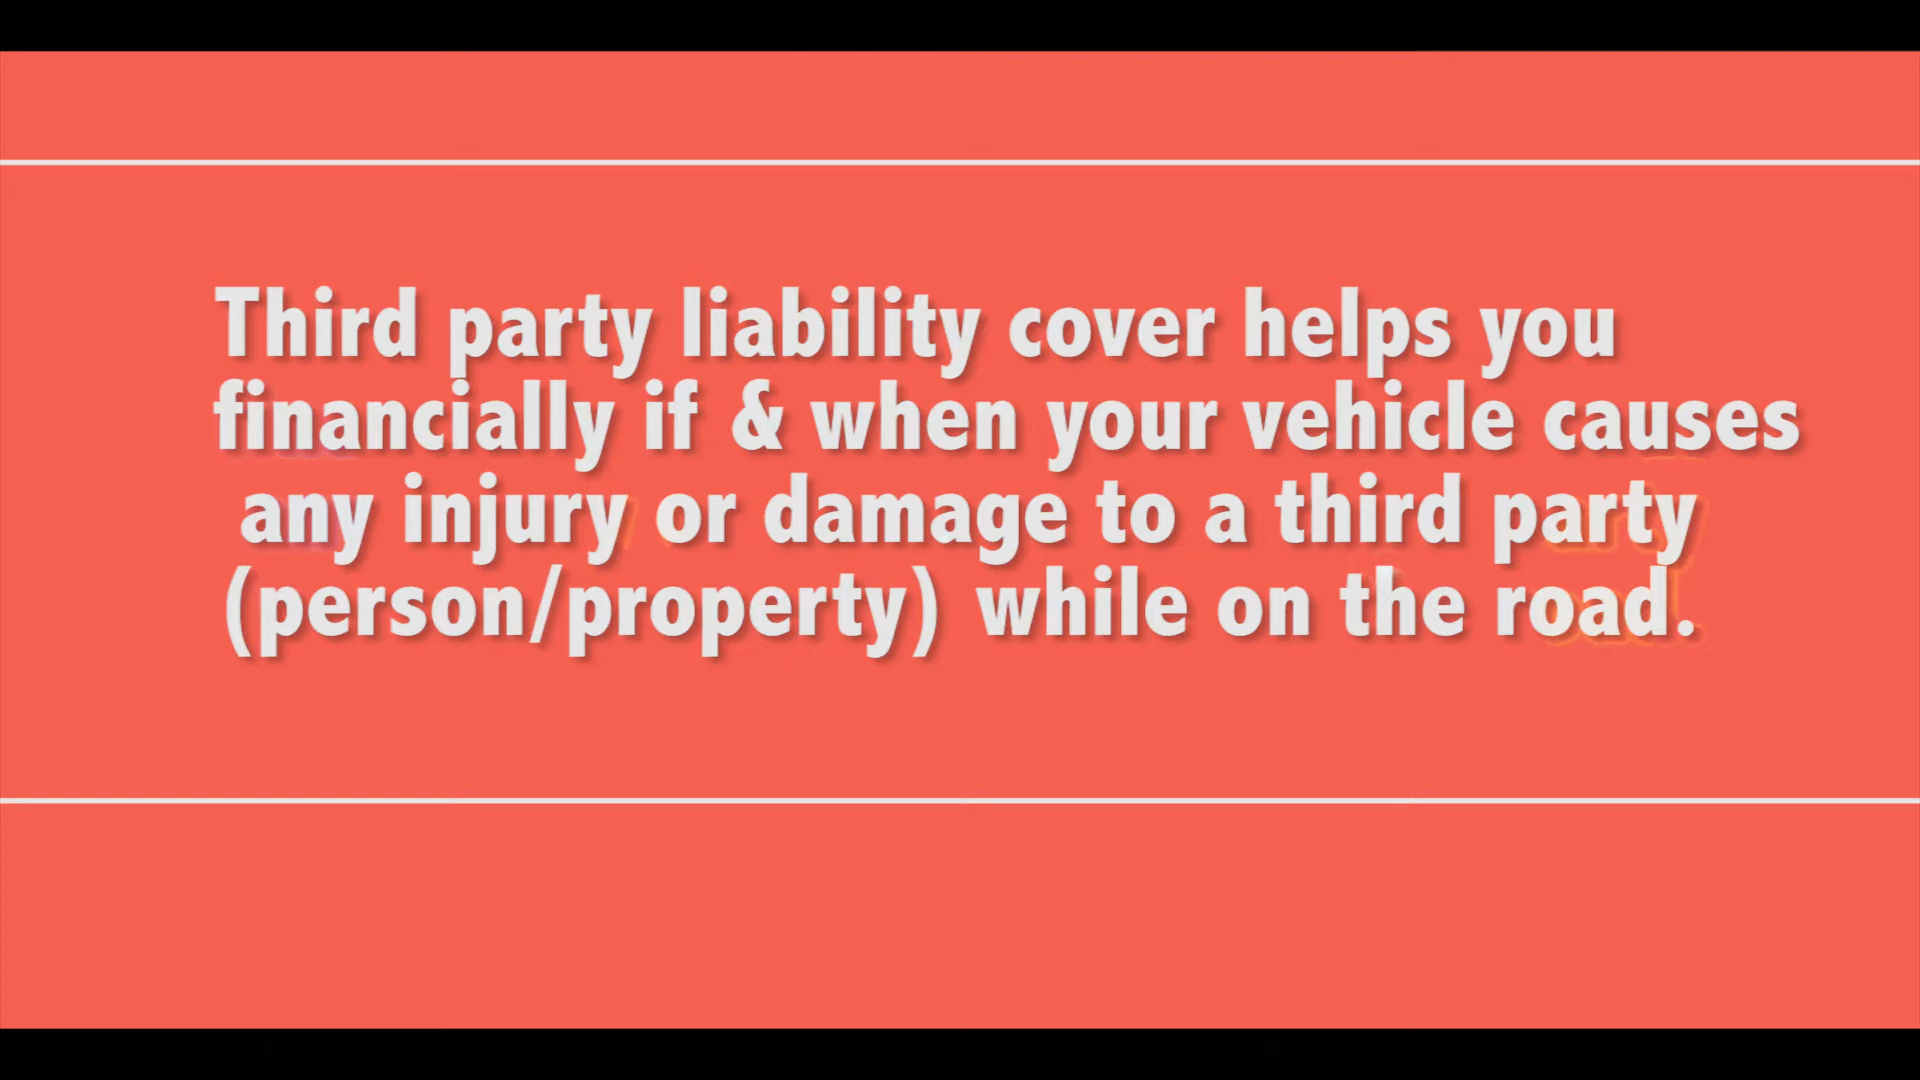 Third party liability cover helps you
financially if & when your vehicle causes
any injury or damage to a third party
(person/property) while on the road.